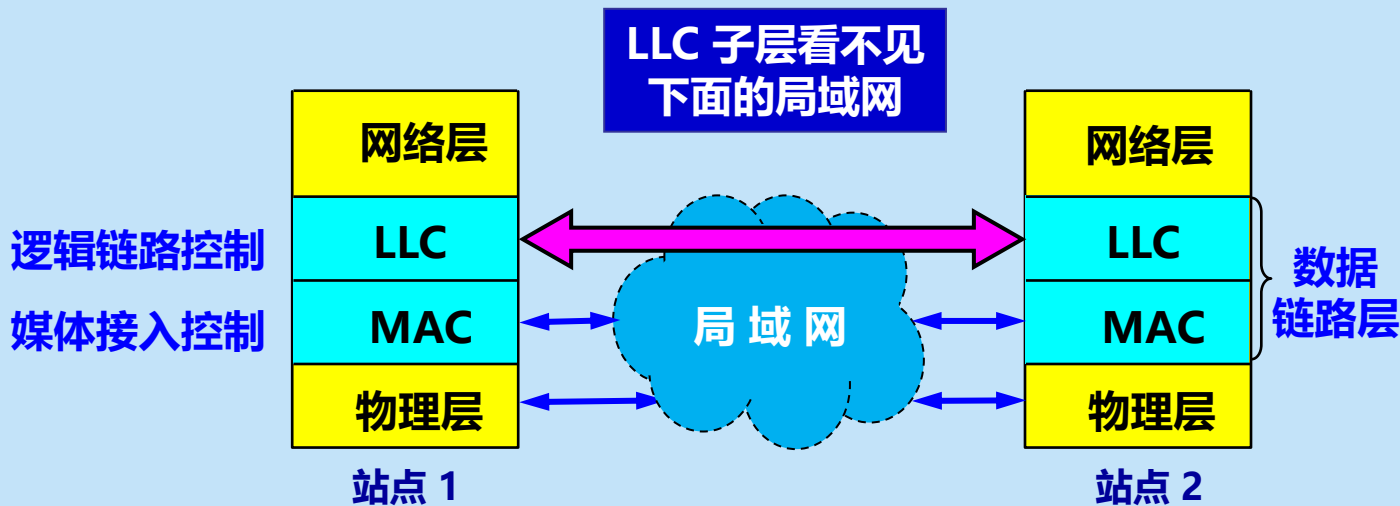 LLC 子层看不见
下面的局域网
网络层
网络层
逻辑链路控制
LLC
LLC
数据
链路层
媒体接入控制
MAC
局 域 网
MAC
物理层
物理层
站点 1
站点 2